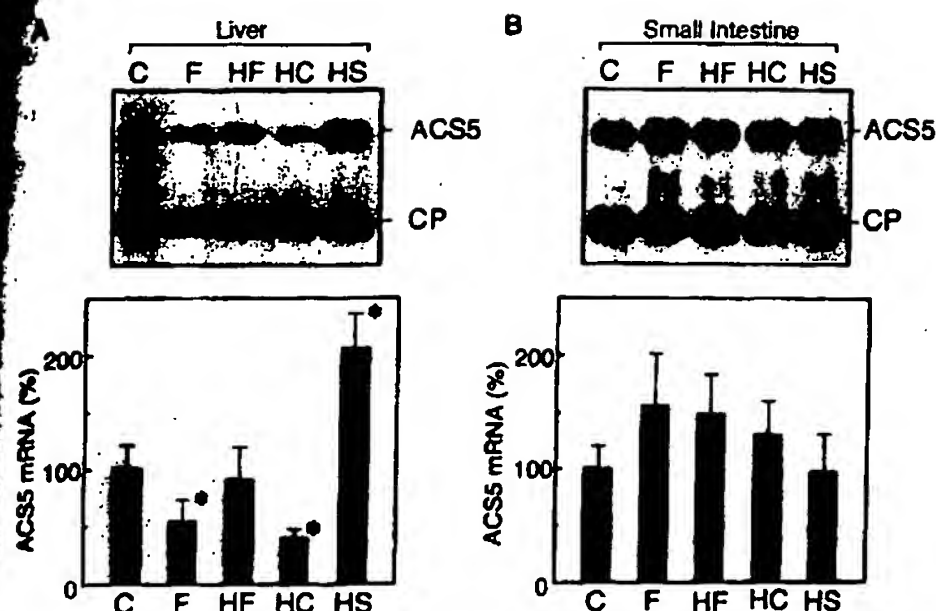 A
Liver
C F HF HC HS
ACS5
CP
ACS5 mRNA (%)
200
100
0
C F HF HC HS
*
*
*
B
Small Intestine
C F HF HC HS
ACS5
CP
ACS5 mRNA (%)
200
100
0
C F HF HC HS